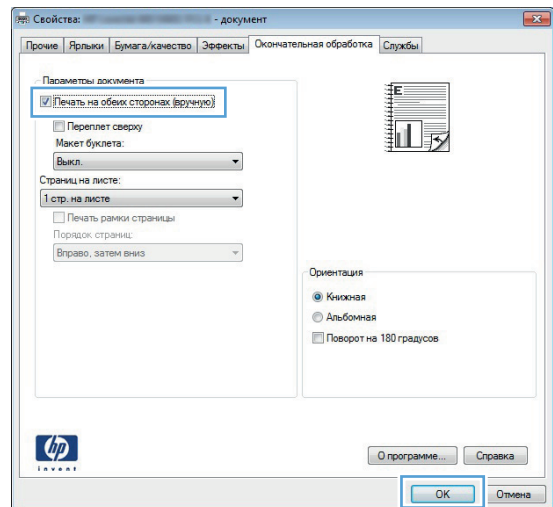 Свойства: - документ
Прочие Ярлыки Бумага/качество Эффекты Окончательная обработка Службы
Параметры документа
Печать на обеих сторонах (вручную)
Переплет сверху
Макет буклета:
Выкл.
Страниц на листе:
1 стр. на листе
Печать рамки страницы
Порядок страниц:
Вправо, затем вниз
E
Ориентация
Книжная
Альбомная
Поворот на 180 градусов
hp
invent
О программе... Справка
OK Отмена